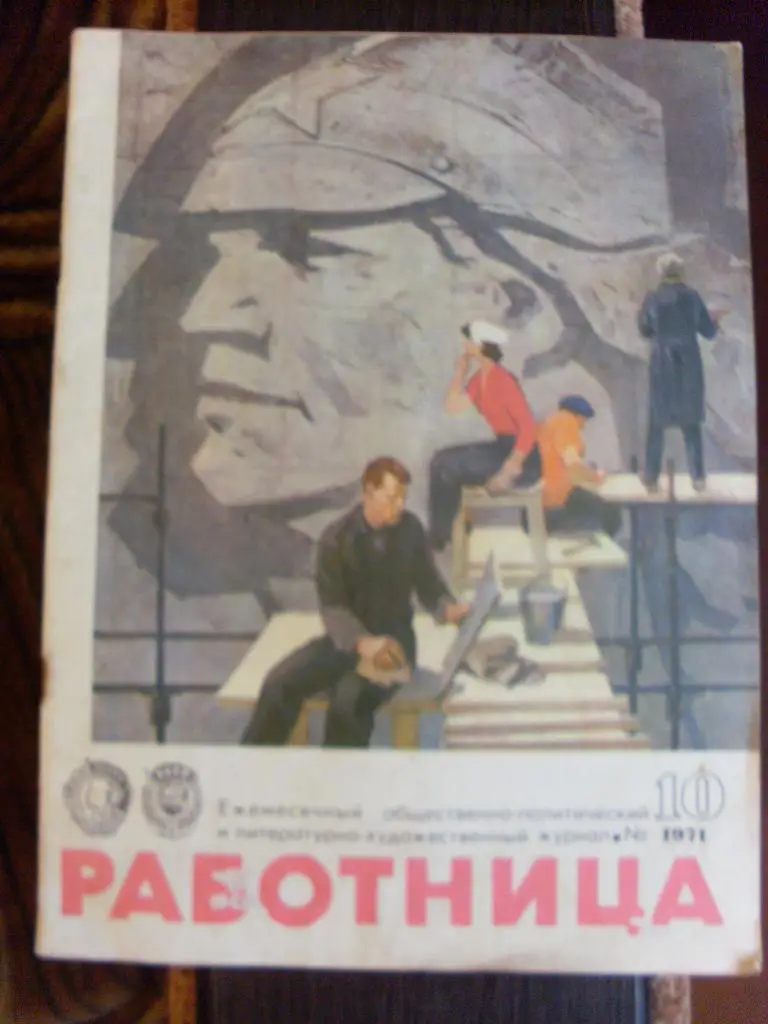 Ежемесячный общественно-политический
и литературно-художественный журнал • №
10
1971
РАБОТНИЦА